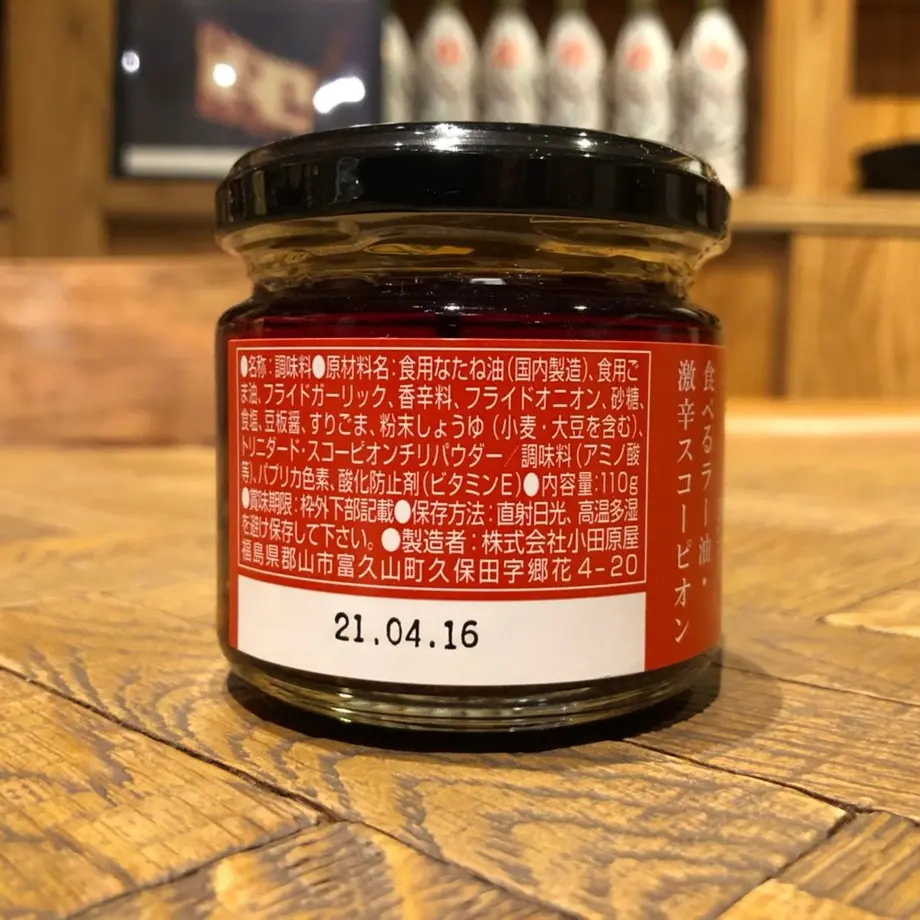 ●名称：調味料●原材料名：食用なたね油（国内製造）、食用ご
ま油、フライドガーリック、香辛料、フライドオニオン、砂糖、
食塩、豆板醤、すりごま、粉末しょうゆ（小麦・大豆を含む）、
トリニダード・スコーピオンチリパウダー／調味料（アミノ酸
等）、パプリカ色素、酸化防止剤（ビタミンE）●内容量：110g
●賞味期限：枠外下部記載●保存方法：直射日光、高温多湿
を避け保存して下さい。●製造者：株式会社小田原屋
福島県郡山市富久山町久保田字郷花4-20
21.04.16
食べるラー油・
激辛スコーピオン